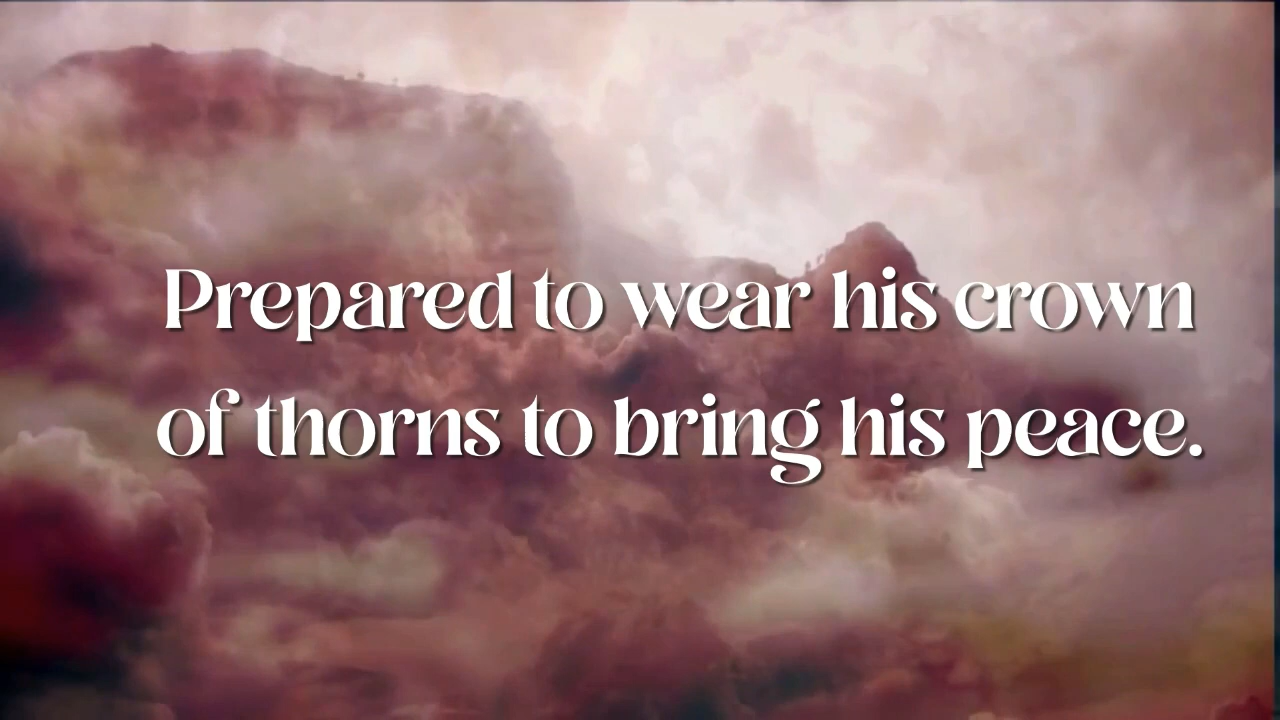 Prepared to wear his crown
of thorns to bring his peace.